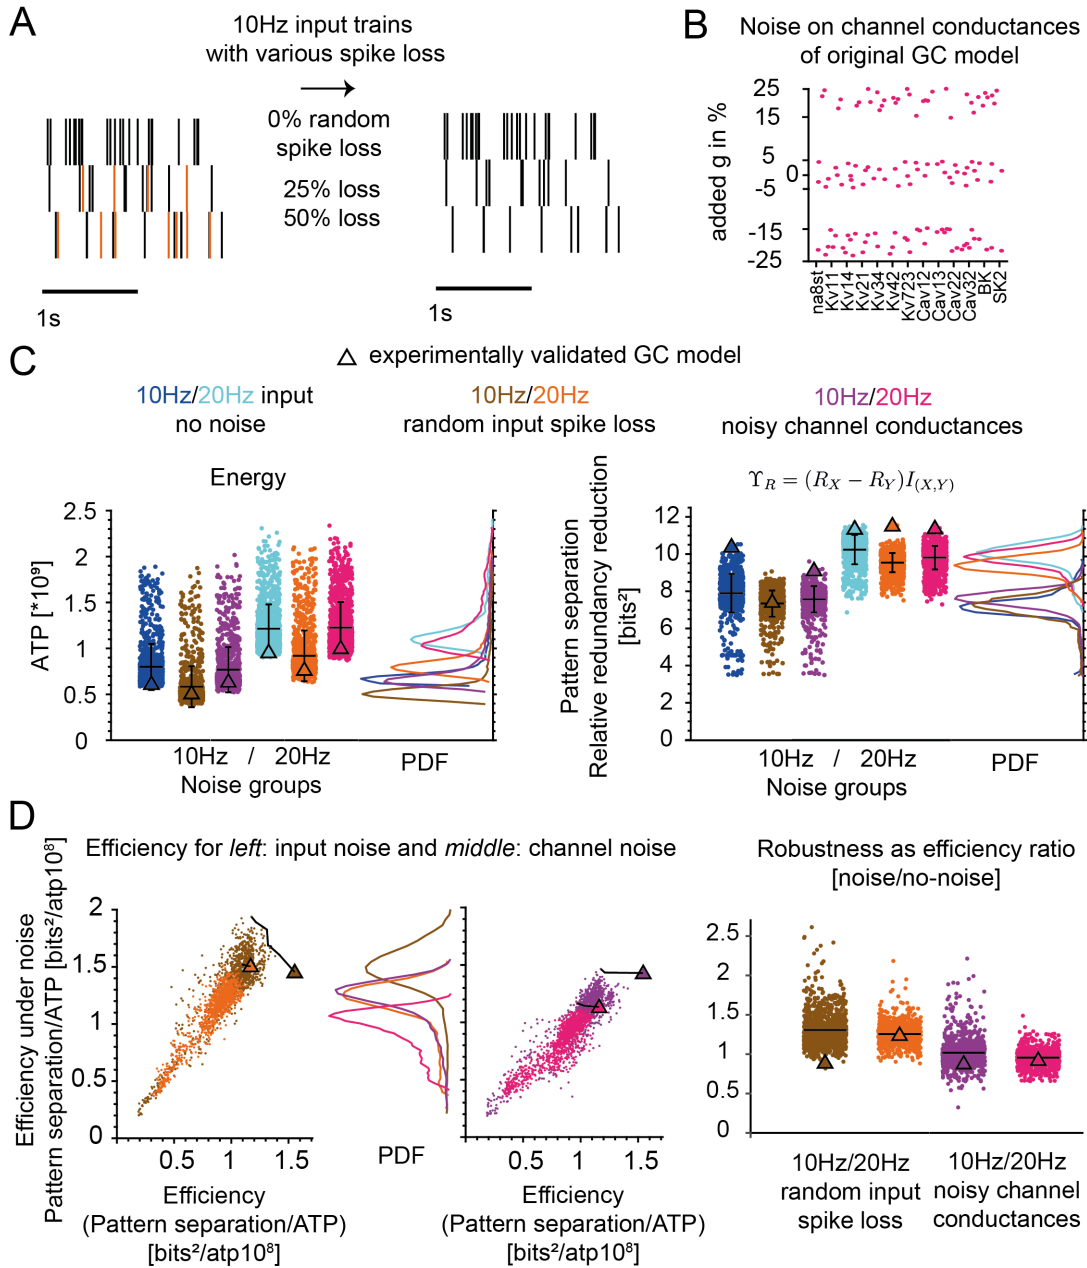 A
10Hz input trains
with various spike loss
0% random
spike loss
25% loss
50% loss
1s
1s
B
Noise on channel conductances
of original GC model
added g in %
25
15
5
0
-5
-15
-25
na8st
Kv11
Kv14
Kv21
Kv34
Kv42
Kv723
Cav12
Cav13
Cav22
Cav32
BK
SK2
C
△ experimentally validated GC model
10Hz/20Hz input
no noise
10Hz/20Hz
random input spike loss
10Hz/20Hz
noisy channel conductances
Energy
ATP [*10⁹]
2.5
2
1.5
1
0.5
0
10Hz / 20Hz
Noise groups
PDF
Pattern separation
Relative redundancy reduction
[bits²]
ϒR = (RX − RY)I(X,Y)
12
10
8
6
4
2
0
10Hz / 20Hz
Noise groups
PDF
D
Efficiency for left: input noise and middle: channel noise
Efficiency under noise
Pattern separation/ATP [bits²/atp10⁸]
2
1.5
1
0.5
0
0.5 1 1.5
Efficiency
(Pattern separation/ATP)
[bits²/atp10⁸]
PDF
0.5 1 1.5
Efficiency
(Pattern separation/ATP)
[bits²/atp10⁸]
Robustness as efficiency ratio
[noise/no-noise]
2.5
2
1.5
1
0.5
0
10Hz/20Hz
random input
spike loss
10Hz/20Hz
noisy channel
conductances